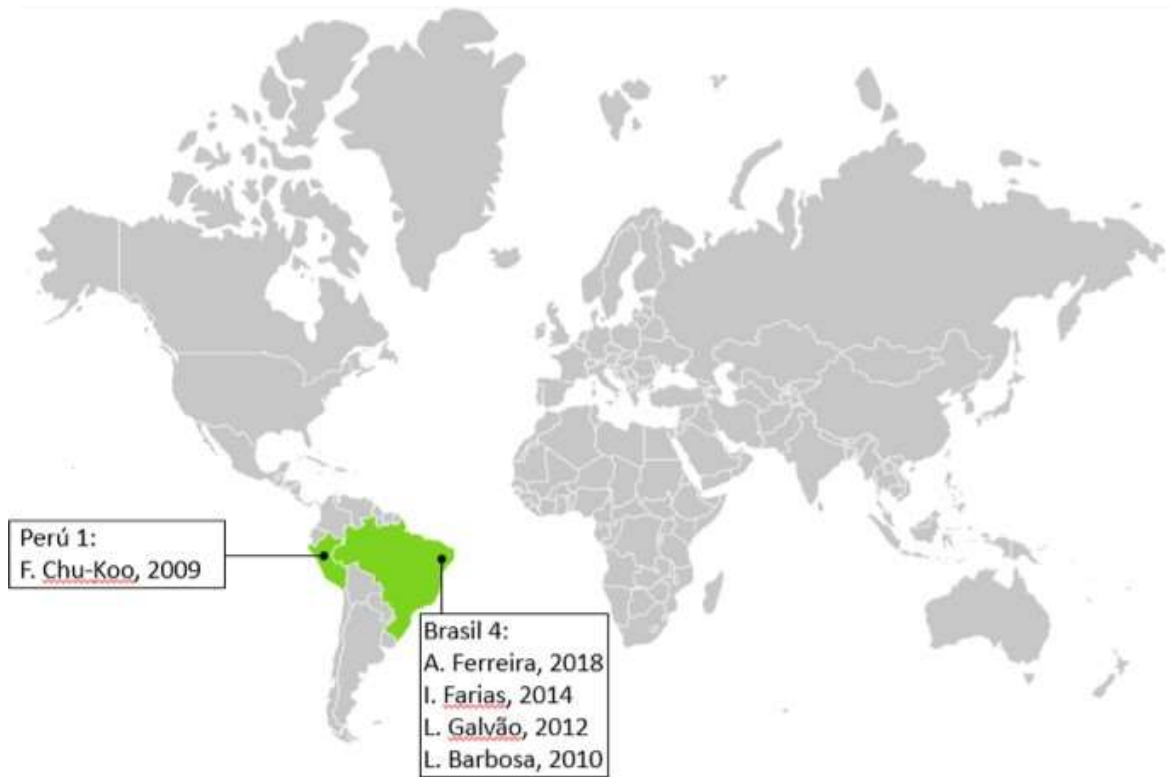 Perú 1:
F. Chu-Koo, 2009
Brasil 4:
A. Ferreira, 2018
I. Farias, 2014
L. Galvão, 2012
L. Barbosa, 2010